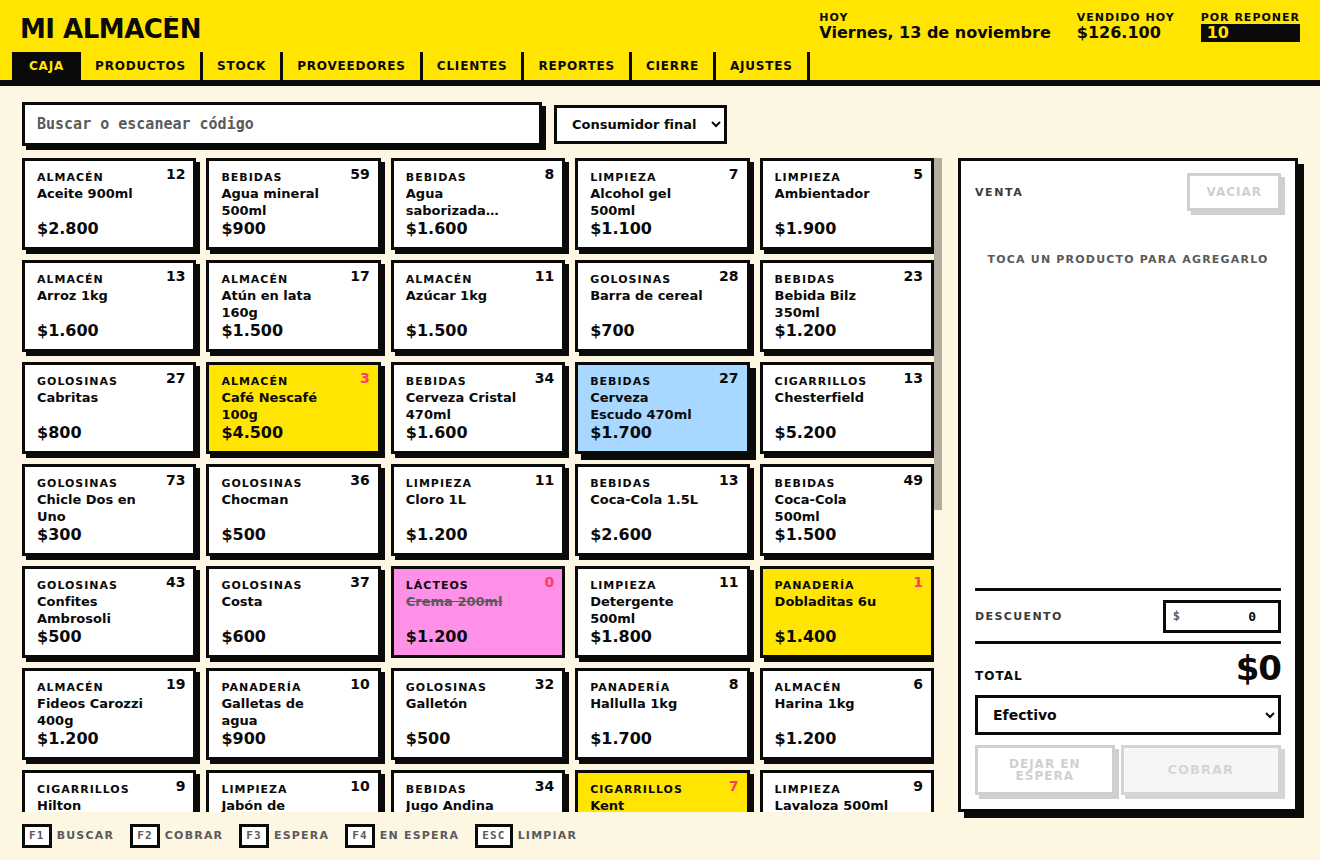 MI ALMACÉN
HOY
Viernes, 13 de noviembre
VENDIDO HOY
$126.100
POR REPONER
10
CAJA
PRODUCTOS
STOCK
PROVEEDORES
CLIENTES
REPORTES
CIERRE
AJUSTES
Buscar o escanear código
Consumidor final
ALMACÉN 12
Aceite 900ml
$2.800
BEBIDAS 59
Agua mineral
500ml
$900
BEBIDAS 8
Agua
saborizada…
$1.600
LIMPIEZA 7
Alcohol gel
500ml
$1.100
LIMPIEZA 5
Ambientador
$1.900
ALMACÉN 13
Arroz 1kg
$1.600
ALMACÉN 17
Atún en lata
160g
$1.500
ALMACÉN 11
Azúcar 1kg
$1.500
GOLOSINAS 28
Barra de cereal
$700
BEBIDAS 23
Bebida Bilz
350ml
$1.200
GOLOSINAS 27
Cabritas
$800
ALMACÉN 3
Café Nescafé
100g
$4.500
BEBIDAS 34
Cerveza Cristal
470ml
$1.600
BEBIDAS 27
Cerveza
Escudo 470ml
$1.700
CIGARRILLOS 13
Chesterfield
$5.200
GOLOSINAS 73
Chicle Dos en
Uno
$300
GOLOSINAS 36
Chocman
$500
LIMPIEZA 11
Cloro 1L
$1.200
BEBIDAS 13
Coca-Cola 1.5L
$2.600
BEBIDAS 49
Coca-Cola
500ml
$1.500
GOLOSINAS 43
Confites
Ambrosoli
$500
GOLOSINAS 37
Costa
$600
LÁCTEOS 0
Crema 200ml
$1.200
LIMPIEZA 11
Detergente
500ml
$1.800
PANADERÍA 1
Dobladitas 6u
$1.400
ALMACÉN 19
Fideos Carozzi
400g
$1.200
PANADERÍA 10
Galletas de
agua
$900
GOLOSINAS 32
Galletón
$500
PANADERÍA 8
Hallulla 1kg
$1.700
ALMACÉN 6
Harina 1kg
$1.200
CIGARRILLOS 9
Hilton
LIMPIEZA 10
Jabón de
BEBIDAS 34
Jugo Andina
CIGARRILLOS 7
Kent
LIMPIEZA 9
Lavaloza 500ml
VENTA
VACIAR
TOCA UN PRODUCTO PARA AGREGARLO
DESCUENTO
$ 0
TOTAL
$0
Efectivo
DEJAR EN
ESPERA
COBRAR
F1 BUSCAR
F2 COBRAR
F3 ESPERA
F4 EN ESPERA
ESC LIMPIAR